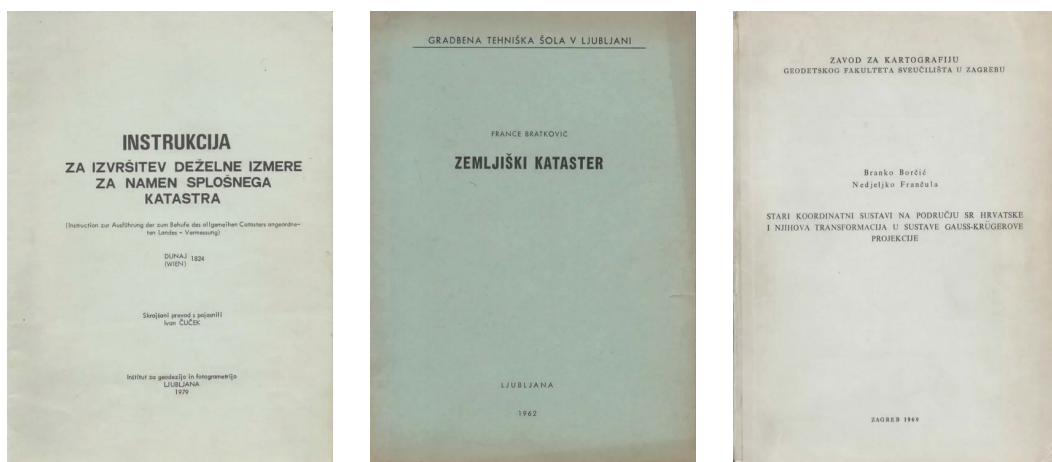 INSTRUKCIJA
ZA IZVRŠITEV DEŽELNE IZMERE
ZA NAMEN SPLOŠNEGA
KATASTRA
(Instruction zur Ausführung der zum Behufe des allgemeihen Catasters angeordne-
ten Landes - Vermessung)
DUNAJ 1824
(WIEN)
Skrajšani prevod s pojasnili
Ivan ČUČEK
Inštitut za geodezijo in fotogrametrijo
LJUBLJANA
1979
GRADBENA TEHNIŠKA ŠOLA V LJUBLJANI
FRANCE BRATKOVIČ
ZEMLJIŠKI KATASTER
LJUBLJANA
1962
ZAVOD ZA KARTOGRAFIJU
GEODETSKOG FAKULTETA SVEUČILIŠTA U ZAGREBU
Branko Borčić
Nedjeljko Frančula
STARI KOORDINATNI SUSTAVI NA PODRUČJU SR HRVATSKE
I NJIHOVA TRANSFORMACIJA U SUSTAVE GAUSS-KRÜGEROVE
PROJEKCIJE
ZAGREB 1969